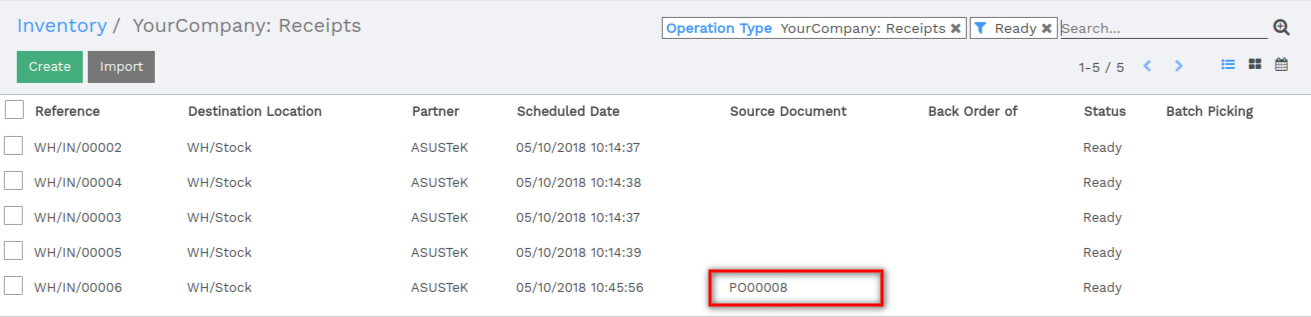 Inventory / YourCompany: Receipts
Operation Type YourCompany: Receipts ✖ Ready ✖ Search...
Create Import 1-5 / 5
Reference Destination Location Partner Scheduled Date Source Document Back Order of Status Batch Picking
WH/IN/00002 WH/Stock ASUSTeK 05/10/2018 10:14:37 Ready
WH/IN/00004 WH/Stock ASUSTeK 05/10/2018 10:14:38 Ready
WH/IN/00003 WH/Stock ASUSTeK 05/10/2018 10:14:37 Ready
WH/IN/00005 WH/Stock ASUSTeK 05/10/2018 10:14:39 Ready
WH/IN/00006 WH/Stock ASUSTeK 05/10/2018 10:45:56 PO00008 Ready